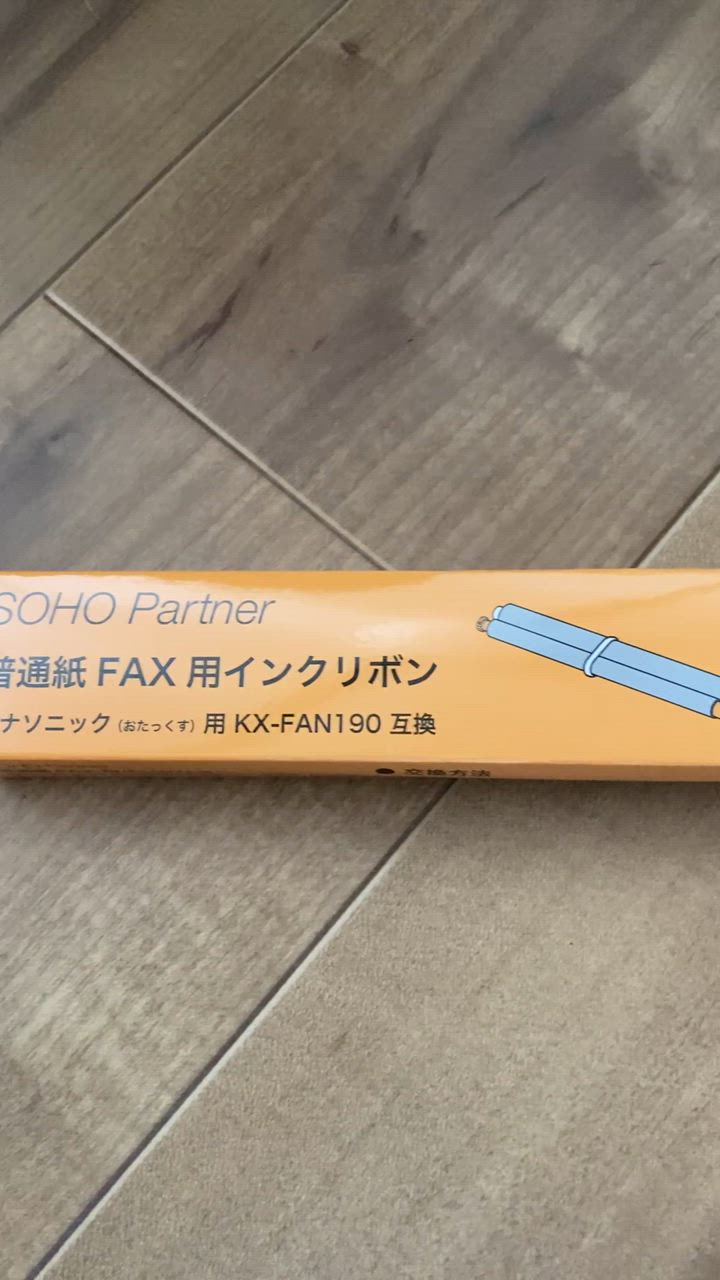 SOHO Partner
普通紙 FAX 用インクリボン
ナソニック（おたっくす）用 KX-FAN190 互換
● 交換方法